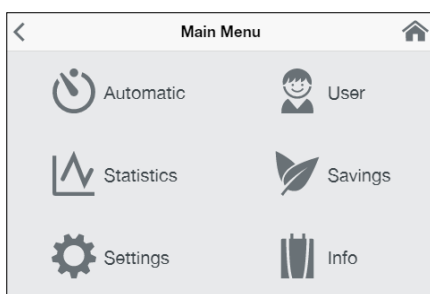 Main Menu
Automatic User
Statistics Savings
Settings Info